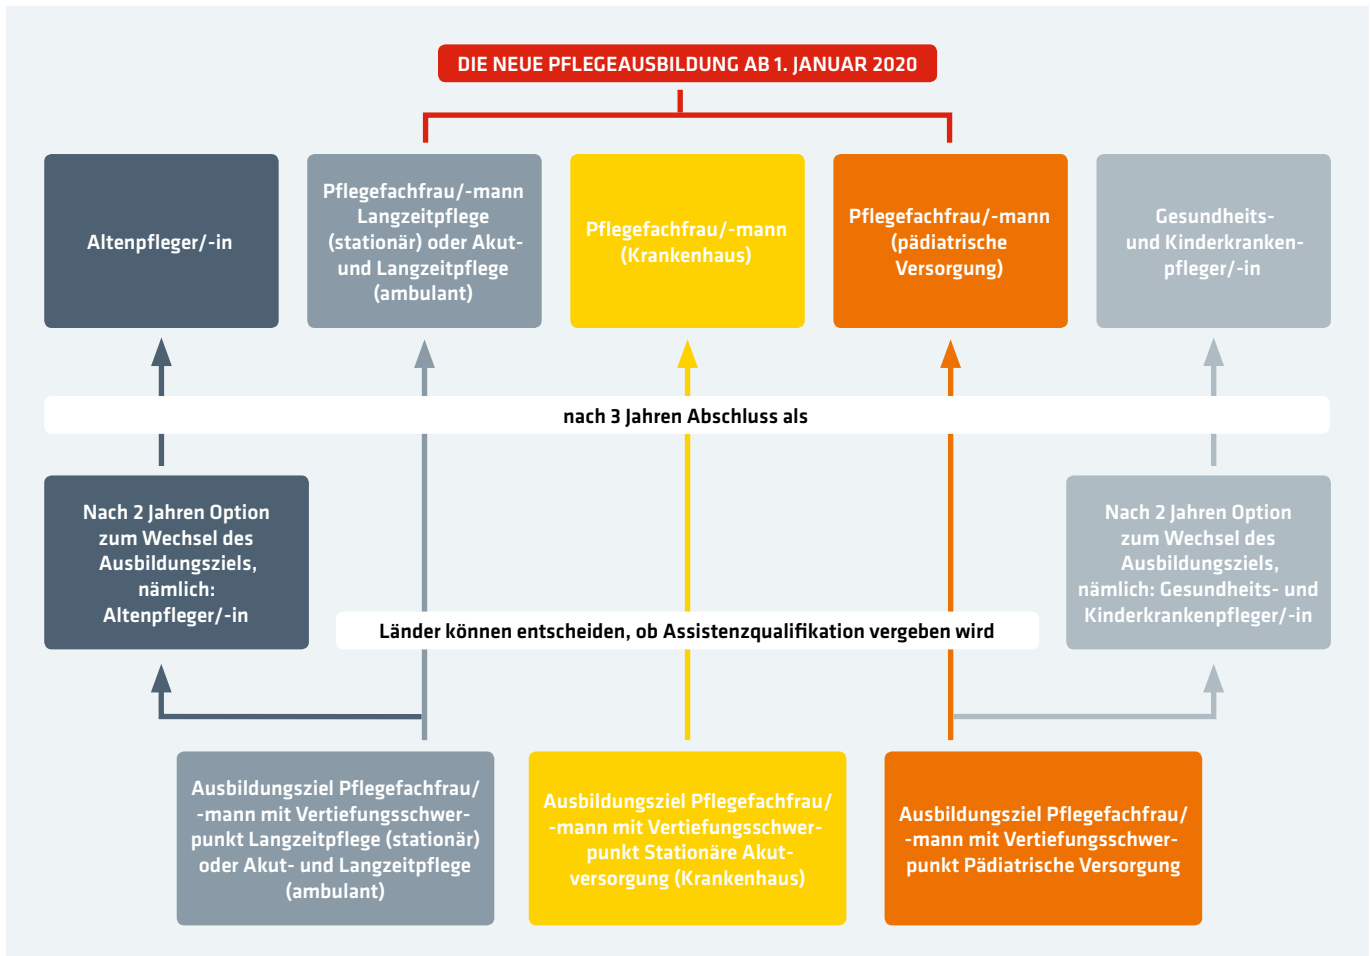 DIE NEUE PFLEGEAUSBILDUNG AB 1. JANUAR 2020
Altenpfleger/-in
Pflegefachfrau/-mann
Langzeitpflege
(stationär) oder Akut-
und Langzeitpflege
(ambulant)
Pflegefachfrau/-mann
(Krankenhaus)
Pflegefachfrau/-mann
(pädiatrische
Versorgung)
Gesundheits-
und Kinderkranken-
pfleger/-in
nach 3 Jahren Abschluss als
Nach 2 Jahren Option
zum Wechsel des
Ausbildungsziels,
nämlich:
Altenpfleger/-in
Nach 2 Jahren Option
zum Wechsel des
Ausbildungsziels,
nämlich: Gesundheits- und
Kinderkrankenpfleger/-in
Länder können entscheiden, ob Assistenzqualifikation vergeben wird
Ausbildungsziel Pflegefachfrau/
-mann mit Vertiefungsschwer-
punkt Langzeitpflege (stationär)
oder Akut- und Langzeitpflege
(ambulant)
Ausbildungsziel Pflegefachfrau/
-mann mit Vertiefungsschwer-
punkt Stationäre Akut-
versorgung (Krankenhaus)
Ausbildungsziel Pflegefachfrau/
-mann mit Vertiefungsschwer-
punkt Pädiatrische Versorgung